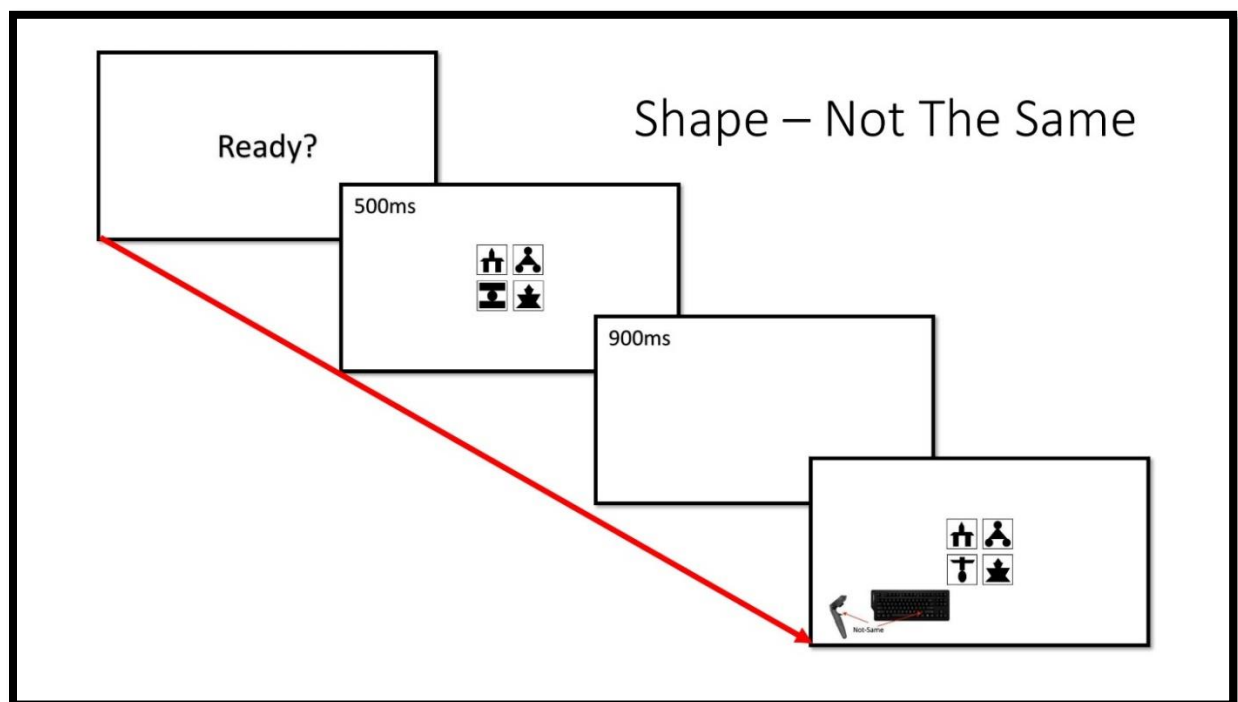 Shape – Not The Same
Ready?
500ms
900ms
Not-Same